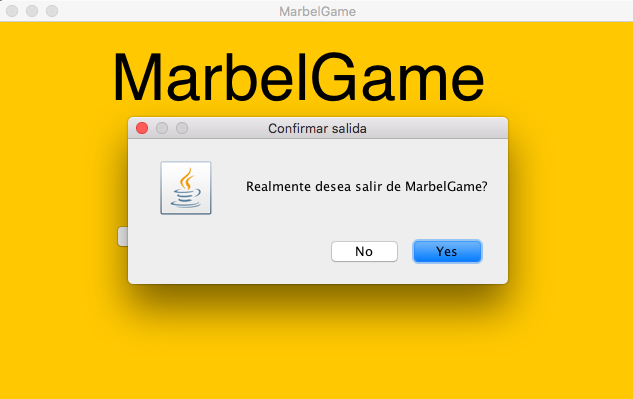 MarbelGame
MarbelGame
Confirmar salida
Realmente desea salir de MarbelGame?
No
Yes